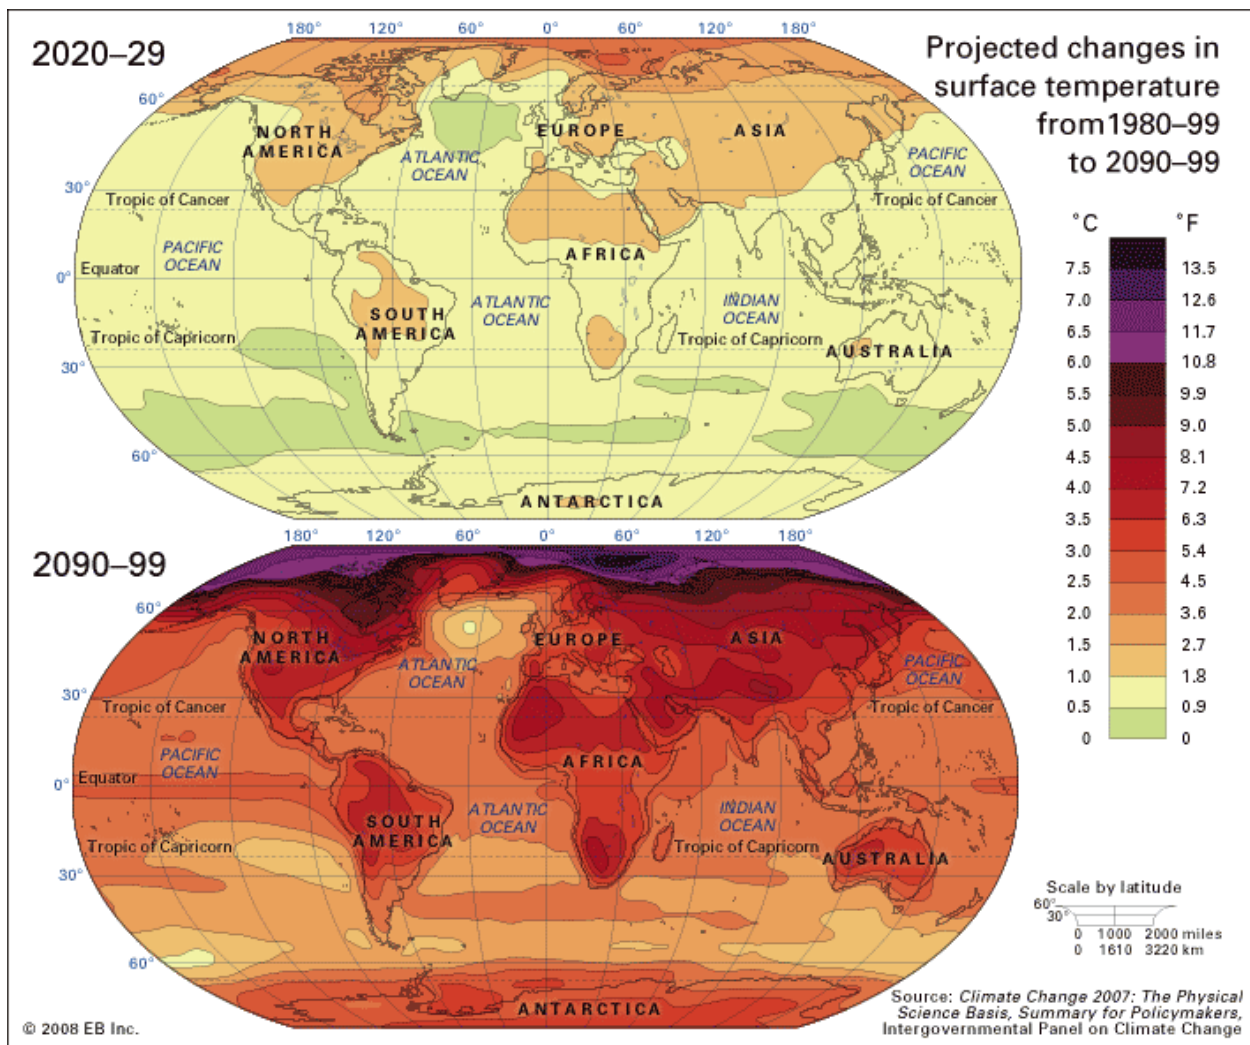 2020–29
180° 120° 60° 0° 60° 120° 180°
Projected changes in
surface temperature
from1980–99
to 2090–99
60°
NORTH
AMERICA
EUROPE
ASIA
ATLANTIC
OCEAN
PACIFIC
OCEAN
30°
Tropic of Cancer
Tropic of Cancer
PACIFIC
OCEAN
AFRICA
Equator
0°
SOUTH
AMERICA
ATLANTIC
OCEAN
INDIAN
OCEAN
Tropic of Capricorn
Tropic of Capricorn
AUSTRALIA
30°
60°
ANTARCTICA
˚C ˚F
7.5 13.5
7.0 12.6
6.5 11.7
6.0 10.8
5.5 9.9
5.0 9.0
4.5 8.1
4.0 7.2
3.5 6.3
3.0 5.4
2.5 4.5
2.0 3.6
1.5 2.7
1.0 1.8
0.5 0.9
0 0
2090–99
180° 120° 60° 0° 60° 120° 180°
60°
NORTH
AMERICA
EUROPE
ASIA
ATLANTIC
OCEAN
PACIFIC
OCEAN
30°
Tropic of Cancer
Tropic of Cancer
PACIFIC
OCEAN
AFRICA
Equator
0°
SOUTH
AMERICA
ATLANTIC
OCEAN
INDIAN
OCEAN
Tropic of Capricorn
Tropic of Capricorn
AUSTRALIA
30°
60°
ANTARCTICA
Scale by latitude
60°
30°
0 1000 2000 miles
0 1610 3220 km
Source: Climate Change 2007: The Physical
Science Basis, Summary for Policymakers,
Intergovernmental Panel on Climate Change
© 2008 EB Inc.